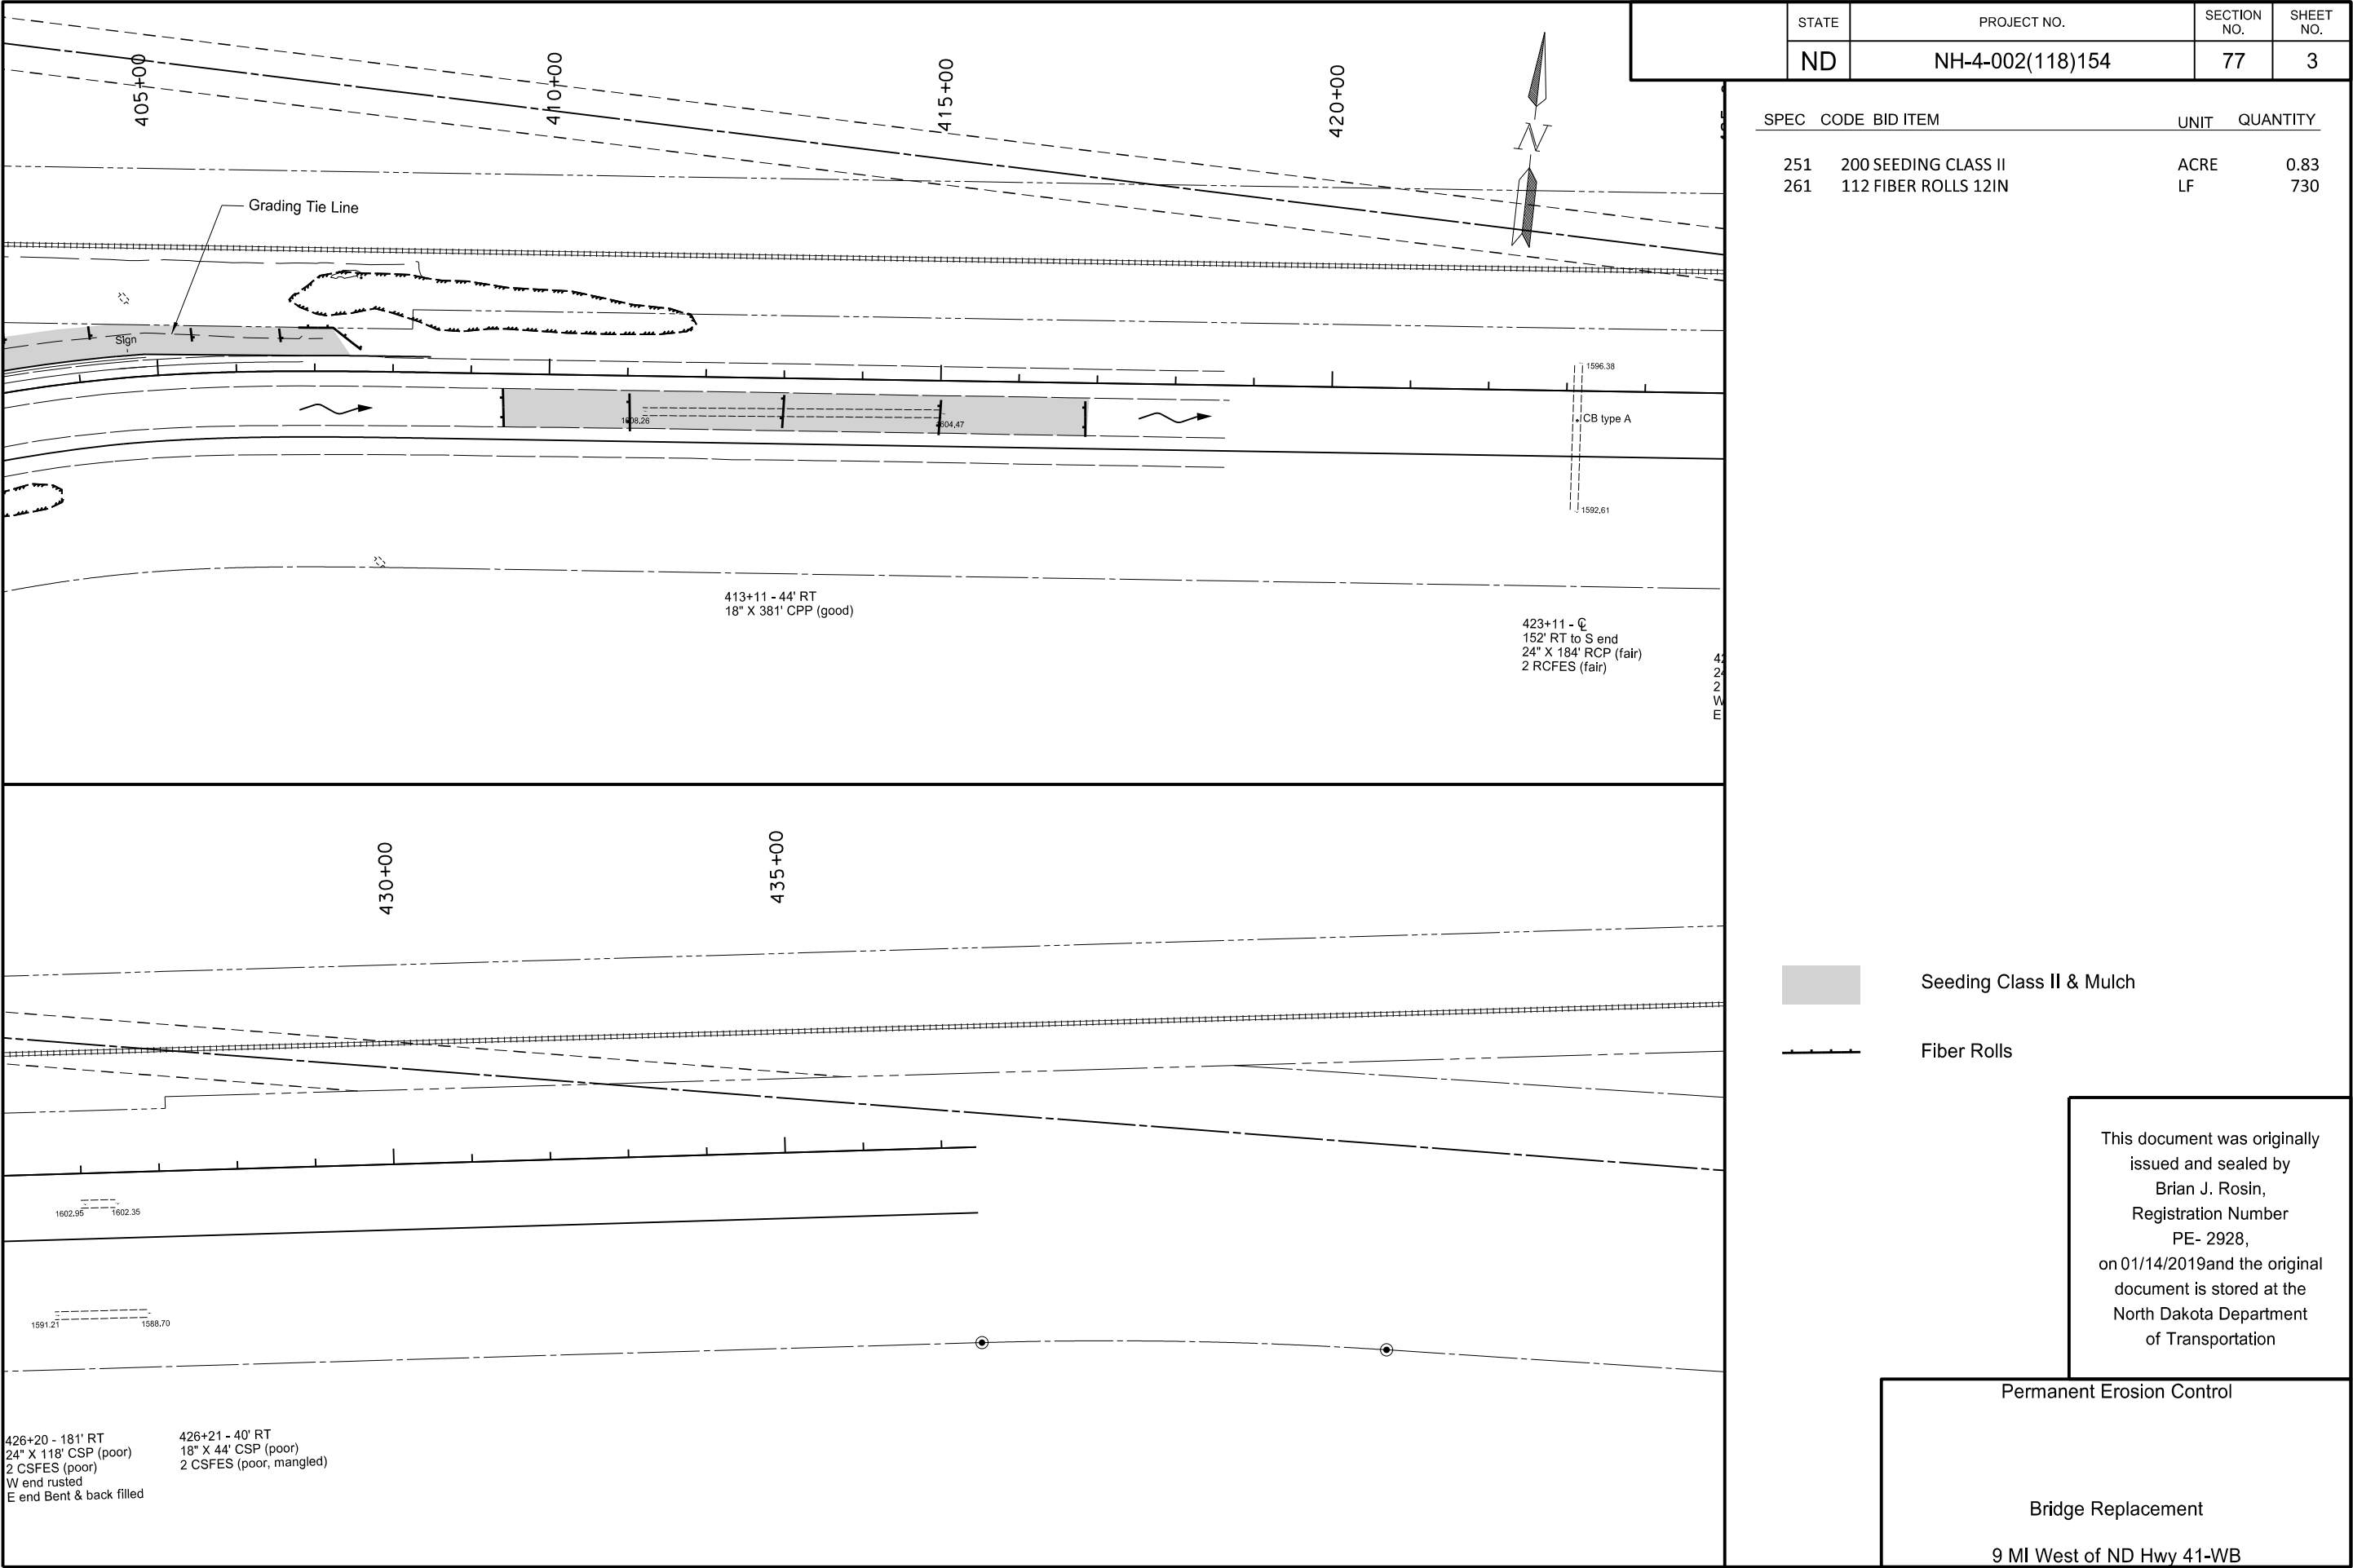 STATE PROJECT NO. SECTION NO. SHEET NO.
ND NH-4-002(118)154 77 3
SPEC CODE BID ITEM UNIT QUANTITY
251 200 SEEDING CLASS II ACRE 0.83
261 112 FIBER ROLLS 12IN LF 730
405+00
410+00
415+00
420+00
N
Grading Tie Line
Sign
1608.26
1604.47
1596.38
CB type A
1592.61
413+11 - 44' RT
18" X 381' CPP (good)
423+11 - ℄
152' RT to S end
24" X 184' RCP (fair)
2 RCFES (fair)
42
24
2
W
E
430+00
435+00
1602.95
1602.35
1591.21
1588.70
426+20 - 181' RT
24" X 118' CSP (poor)
2 CSFES (poor)
W end rusted
E end Bent & back filled
426+21 - 40' RT
18" X 44' CSP (poor)
2 CSFES (poor, mangled)
Seeding Class II & Mulch
Fiber Rolls
This document was originally
issued and sealed by
Brian J. Rosin,
Registration Number
PE- 2928,
on 01/14/2019and the original
document is stored at the
North Dakota Department
of Transportation
Permanent Erosion Control
Bridge Replacement
9 MI West of ND Hwy 41-WB